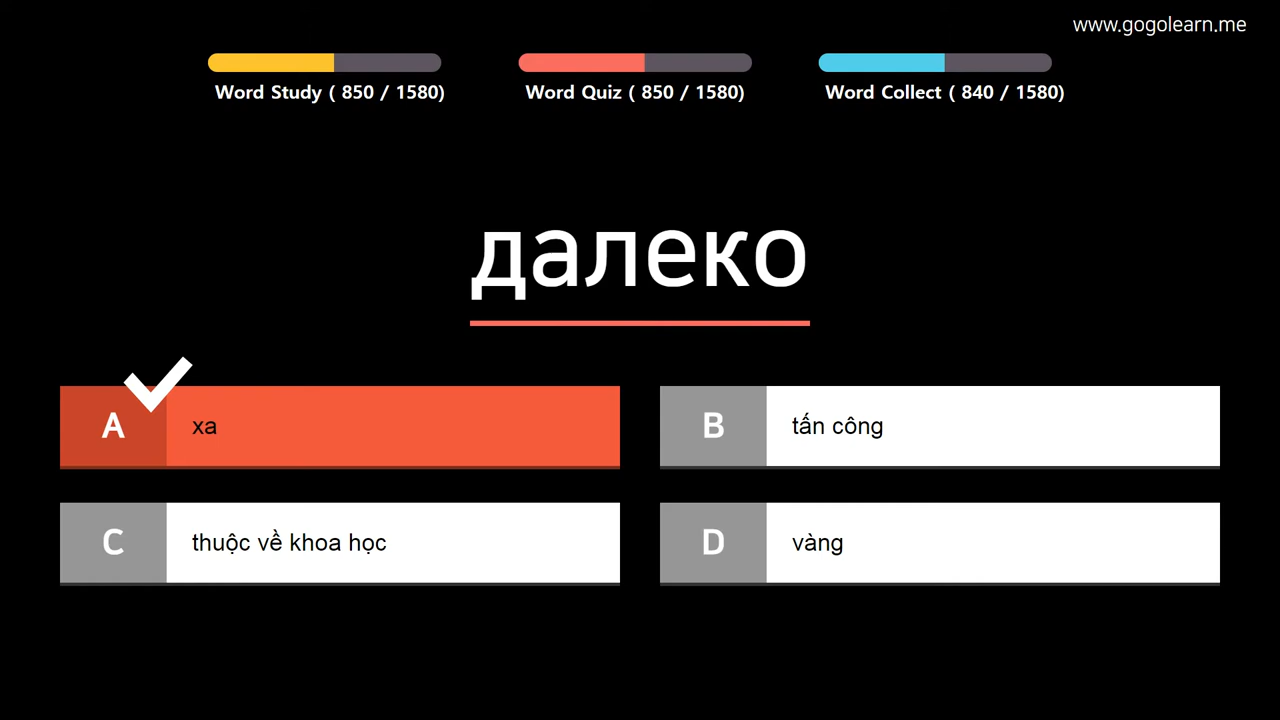 www.gogolearn.me
Word Study ( 850 / 1580)
Word Quiz ( 850 / 1580)
Word Collect ( 840 / 1580)
далеко
A
xa
B
tấn công
C
thuộc về khoa học
D
vàng